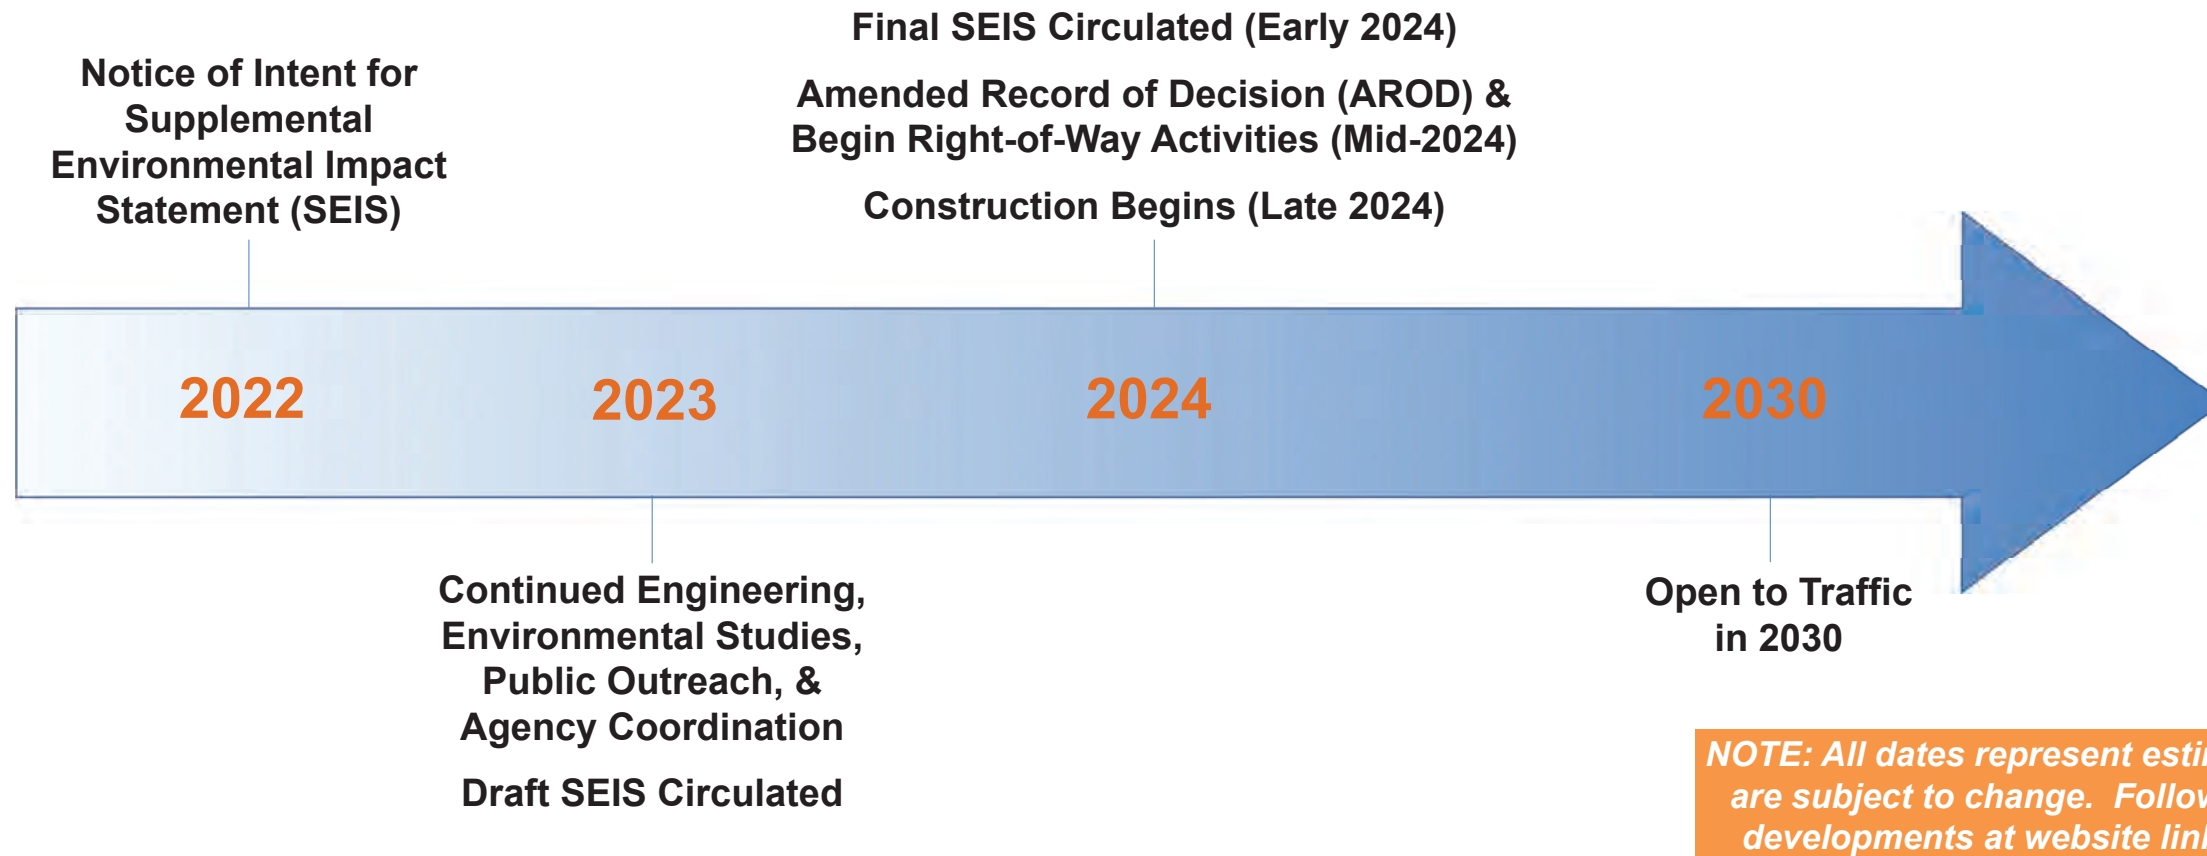 Notice of Intent for
Supplemental
Environmental Impact
Statement (SEIS)
Final SEIS Circulated (Early 2024)
Amended Record of Decision (AROD) &
Begin Right-of-Way Activities (Mid-2024)
Construction Begins (Late 2024)
2022
2023
2024
2030
Continued Engineering,
Environmental Studies,
Public Outreach, &
Agency Coordination
Draft SEIS Circulated
Open to Traffic
in 2030
NOTE: All dates represent
are subject to change.
developments at website